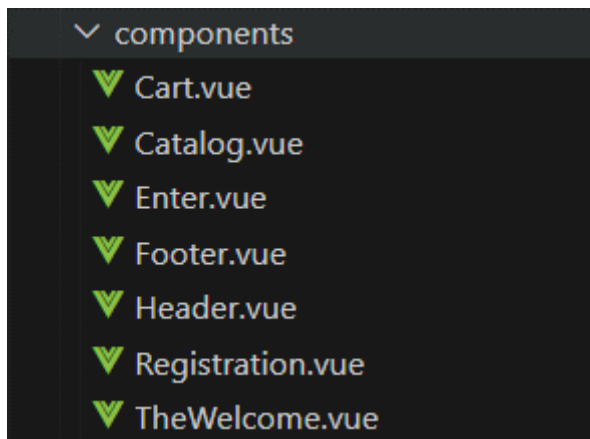 components
Cart.vue
Catalog.vue
Enter.vue
Footer.vue
Header.vue
Registration.vue
TheWelcome.vue